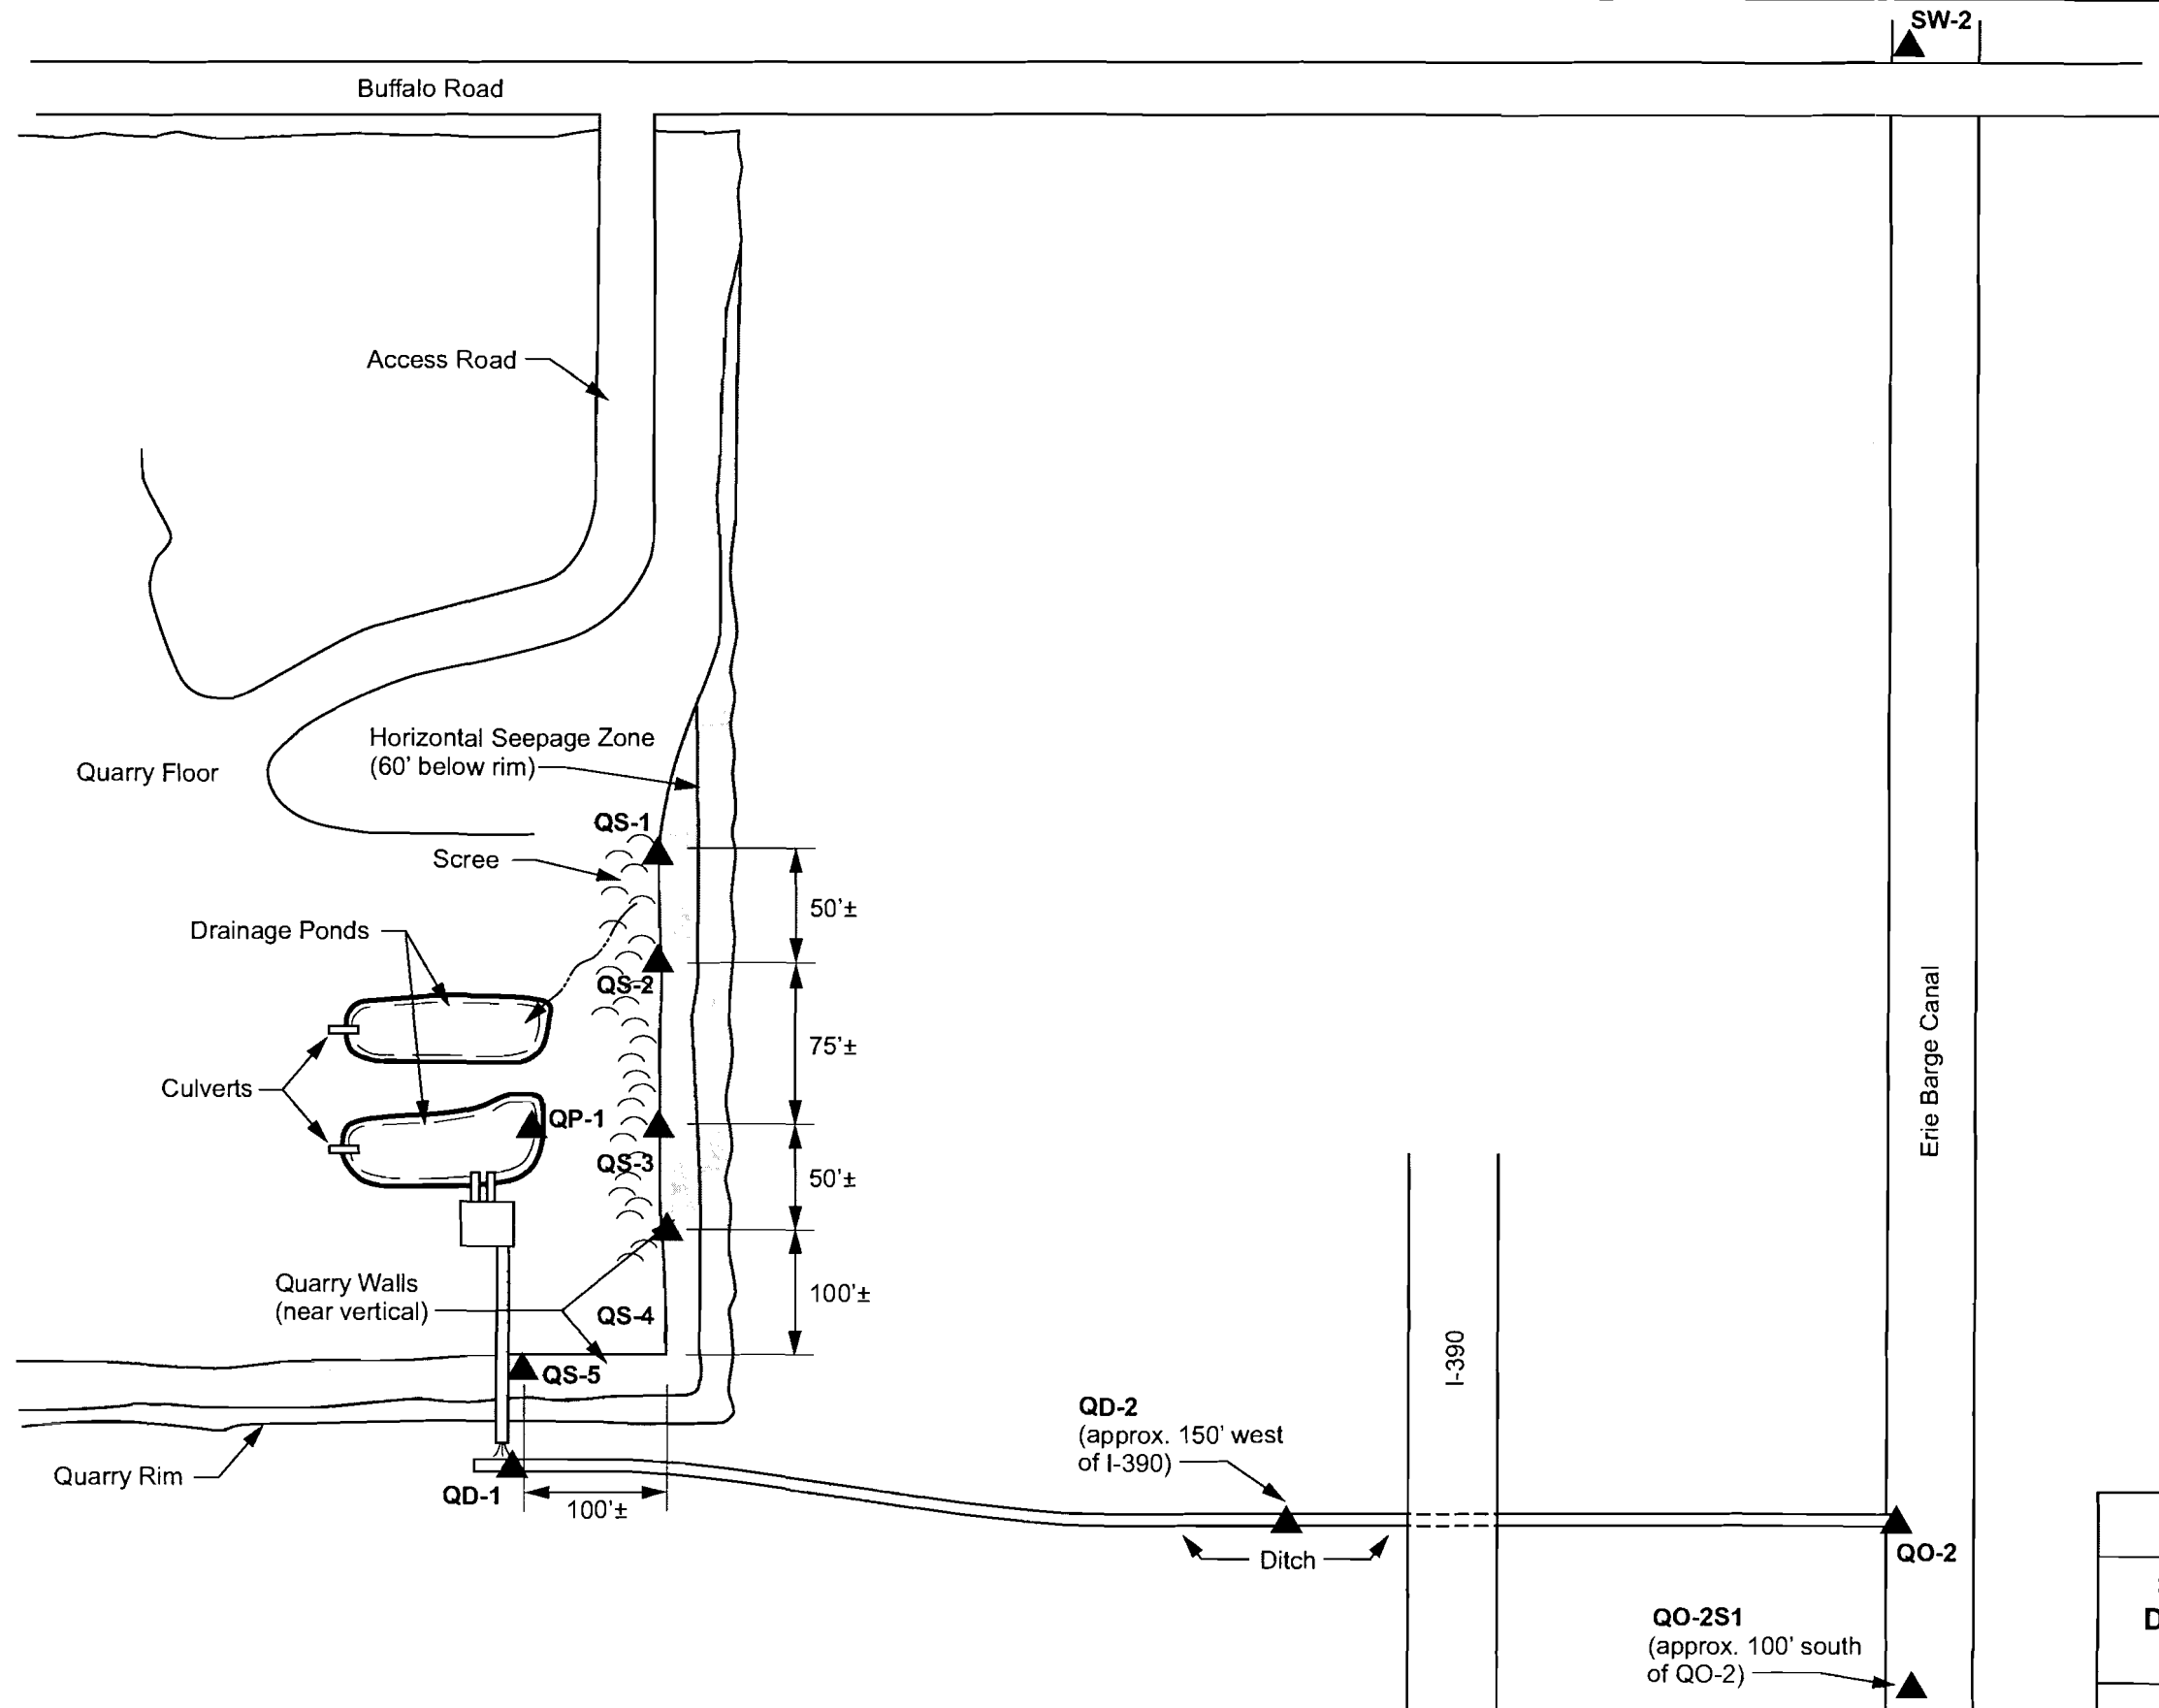 SW-2
Buffalo Road
Access Road
Horizontal Seepage Zone
(60' below rim)
Quarry Floor
QS-1
Scree
50'±
Drainage Ponds
QS-2
75'±
Erie Barge Canal
Culverts
QP-1
QS-3
50'±
Quarry Walls
(near vertical)
100'±
QS-4
I-390
QS-5
QD-2
(approx. 150' west
of I-390)
Quarry Rim
QD-1
100'±
Ditch
QO-2
QO-2S1
(approx. 100' south
of QO-2)
D